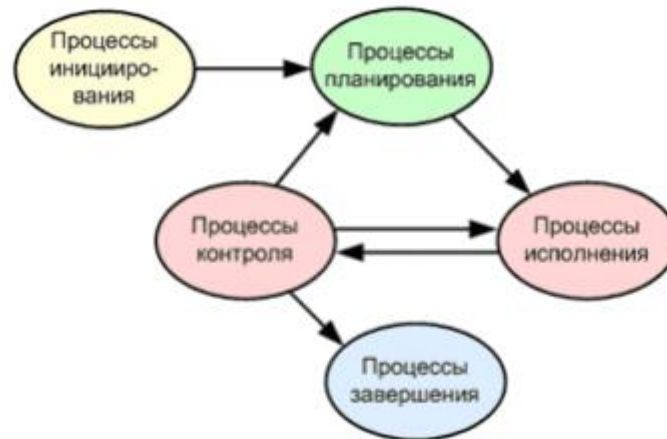 Процессы
иницииро-
вания
Процессы
планирования
Процессы
контроля
Процессы
исполнения
Процессы
завершения